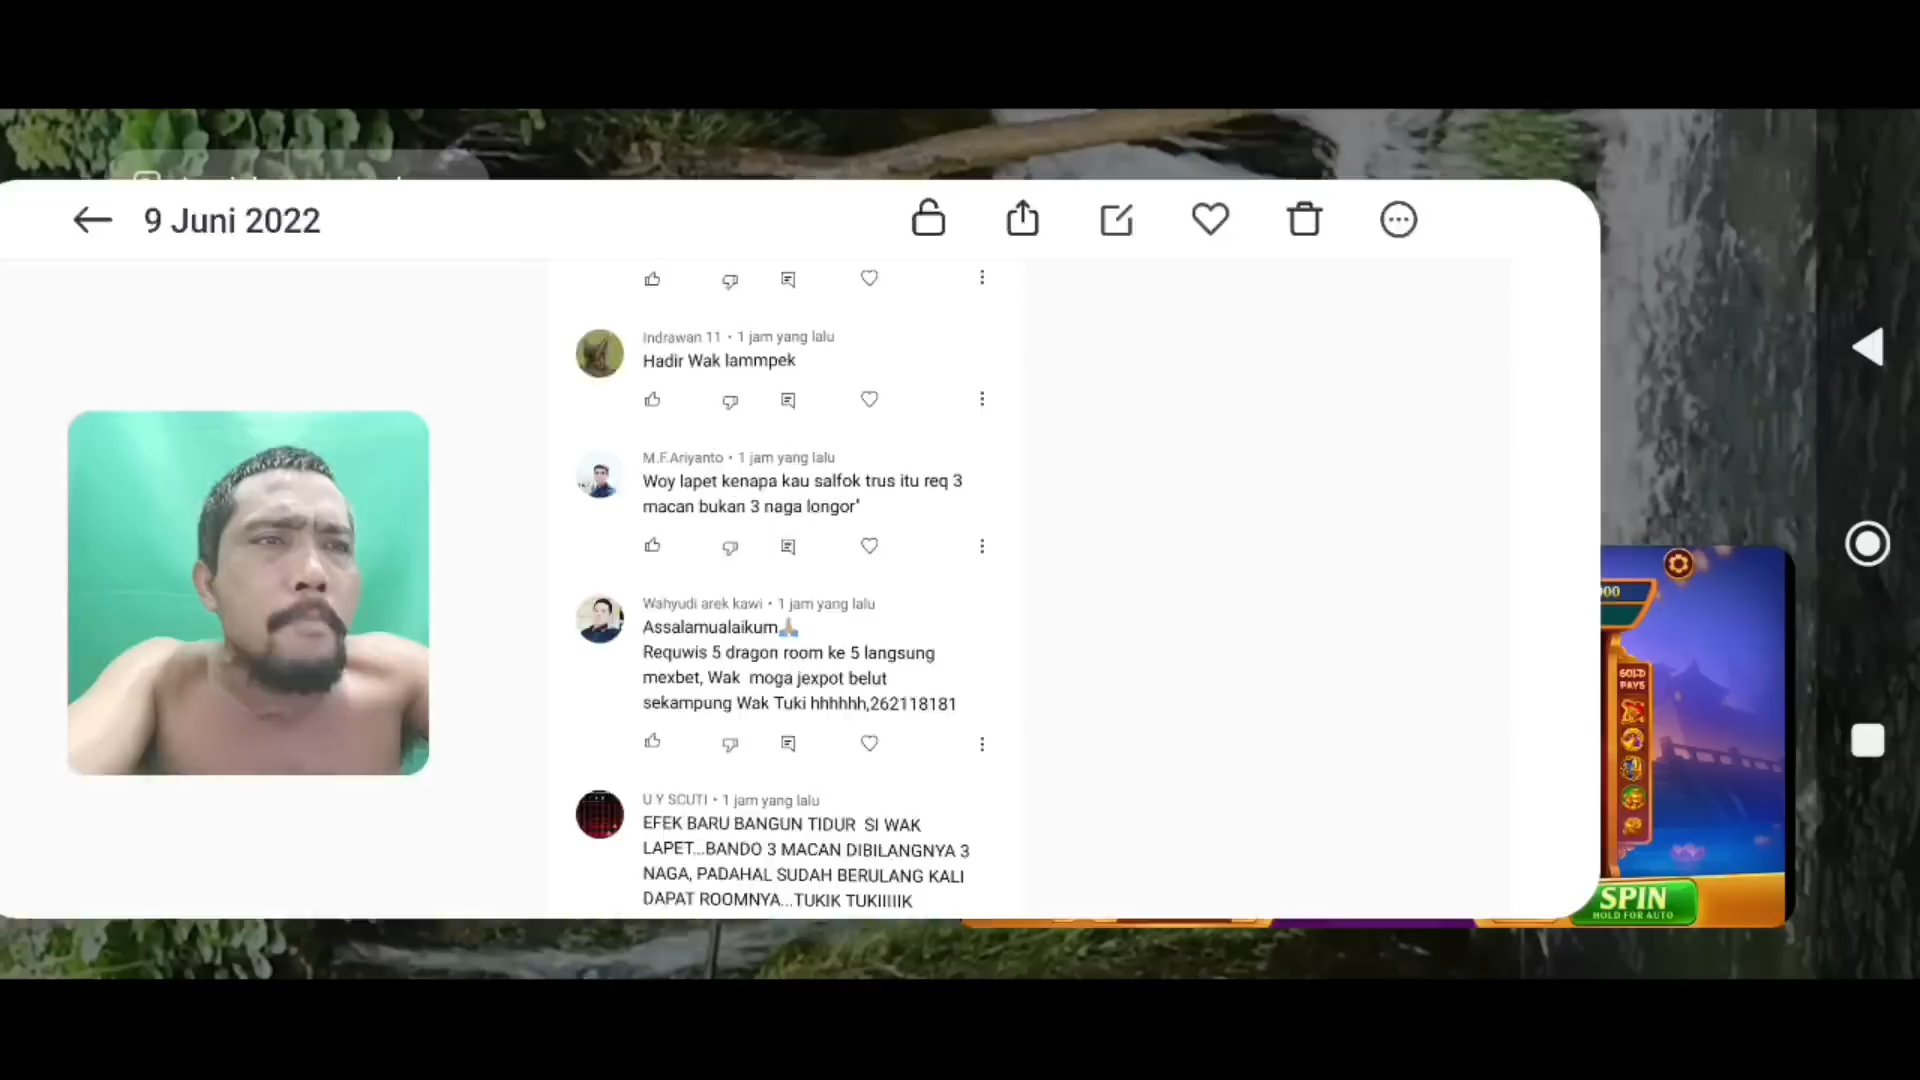 9 Juni 2022
Indrawan 11 • 1 jam yang lalu
Hadir Wak lammpek
M.F.Ariyanto • 1 jam yang lalu
Woy lapet kenapa kau salfok trus itu req 3
macan bukan 3 naga longor'
Wahyudi arek kawi • 1 jam yang lalu
Assalamualaikum🙏🏼
Requwis 5 dragon room ke 5 langsung
mexbet, Wak moga jexpot belut
sekampung Wak Tuki hhhhhh,262118181
U Y SCUTI • 1 jam yang lalu
EFEK BARU BANGUN TIDUR SI WAK
LAPET...BANDO 3 MACAN DIBILANGNYA 3
NAGA, PADAHAL SUDAH BERULANG KALI
DAPAT ROOMNYA...TUKIK TUKIIIIIK
GOLD
PAYS
SPIN
HOLD FOR AUTO